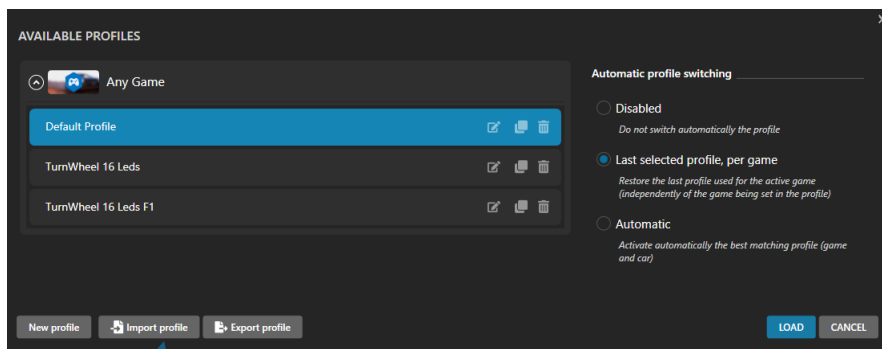 AVAILABLE PROFILES
Any Game
Default Profile
TurnWheel 16 Leds
TurnWheel 16 Leds F1
New profile
Import profile
Export profile
Automatic profile switching
Disabled
Do not switch automatically the profile
Last selected profile, per game
Restore the last profile used for the active game
(independently of the game being set in the profile)
Automatic
Activate automatically the best matching profile (game
and car)
LOAD
CANCEL